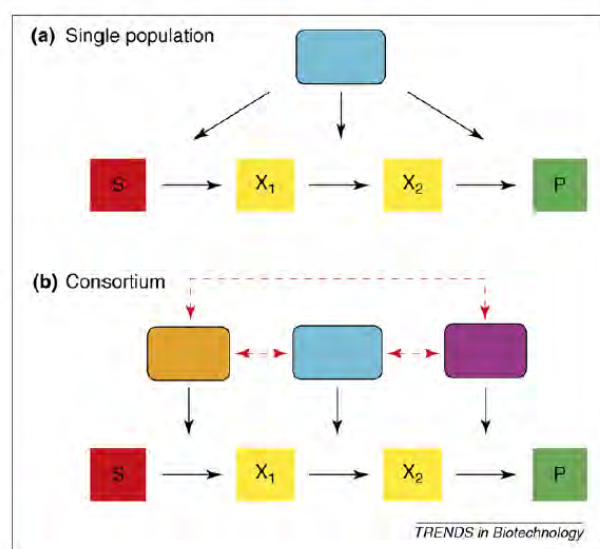 (a) Single population
S X₁ X₂ P
(b) Consortium
S X₁ X₂ P
TRENDS in Biotechnology